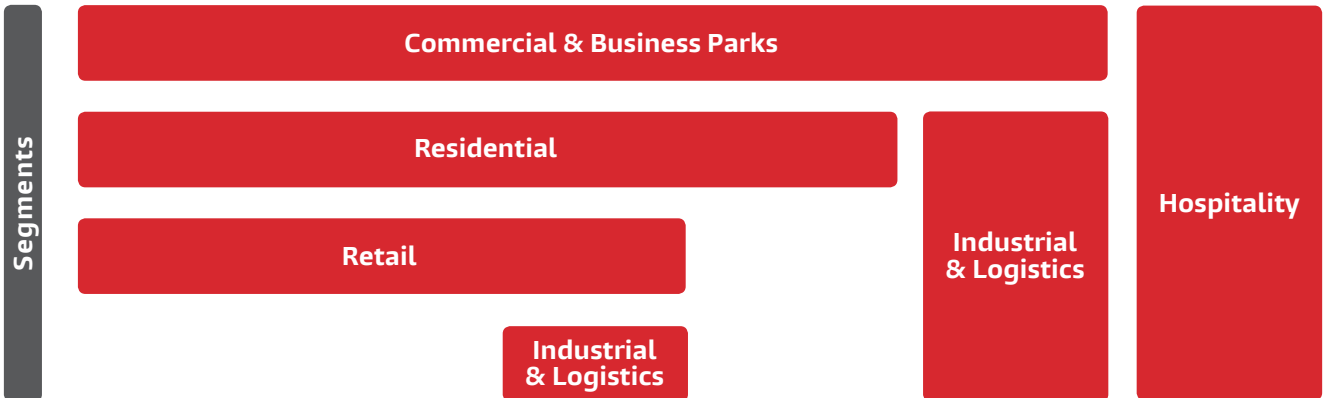 Segments
Commercial & Business Parks
Residential
Retail
Industrial
& Logistics
Industrial
& Logistics
Hospitality